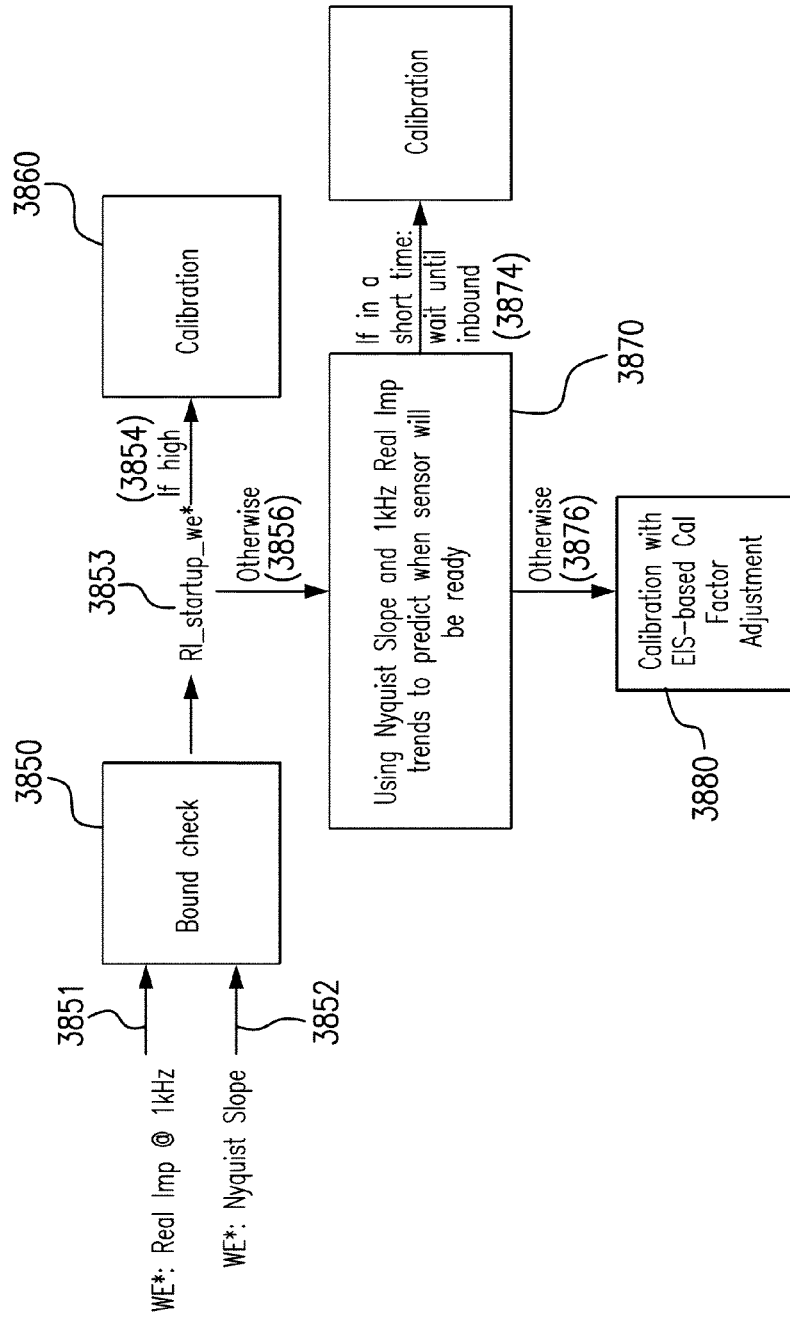 WE*: Real Imp @ 1kHz
3851
WE*: Nyquist Slope
3852
3850
Bound check
3853
RI_startup_we*
(3854)
If high
3860
Calibration
Otherwise
(3856)
Using Nyquist Slope and 1kHz Real Imp
trends to predict when sensor will
be ready
3870
If in a
short time:
wait until
inbound
(3874)
Calibration
Otherwise
(3876)
Calibration with
EIS-based Cal
Factor
Adjustment
3880